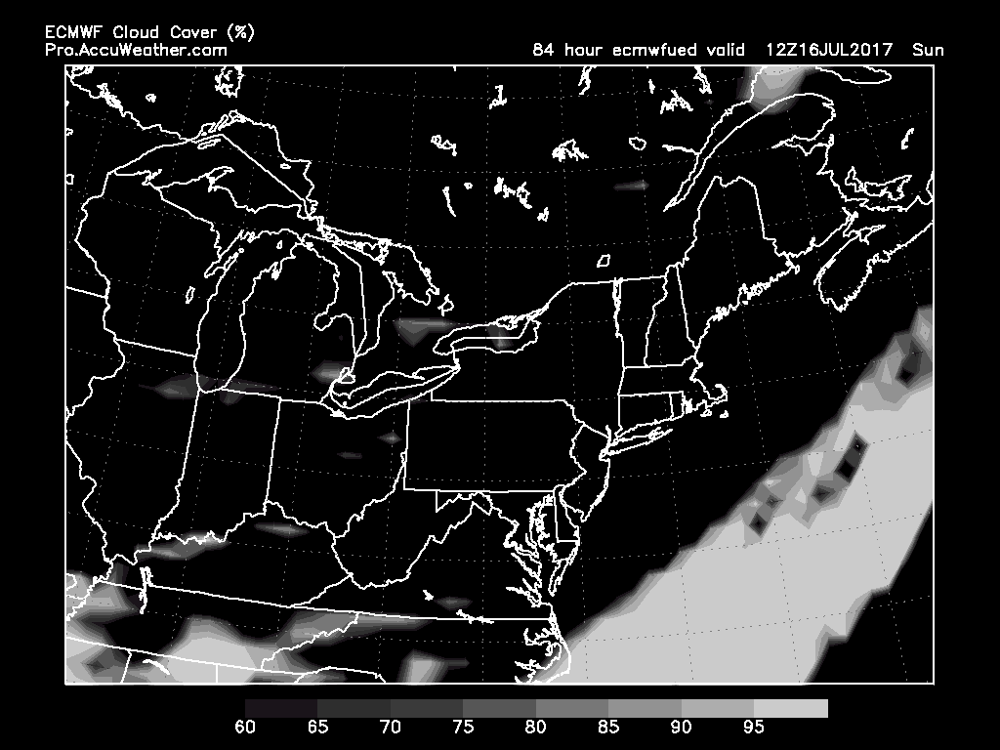 ECMWF Cloud Cover (%)
Pro.AccuWeather.com
84 hour ecmwfued valid 12Z16JUL2017 Sun
60 65 70 75 80 85 90 95